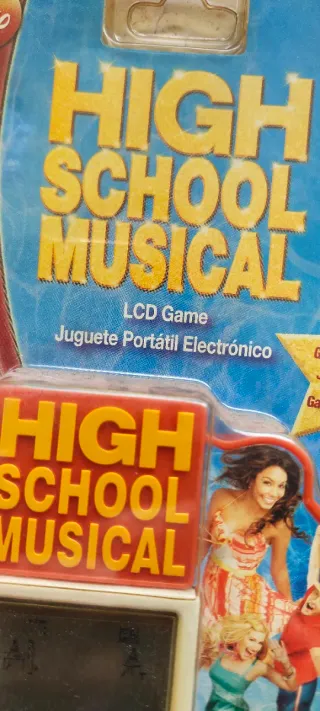 HIGH
SCHOOL
MUSICAL
LCD Game
Juguete Portátil Electrónico
HIGH
SCHOOL
MUSICAL